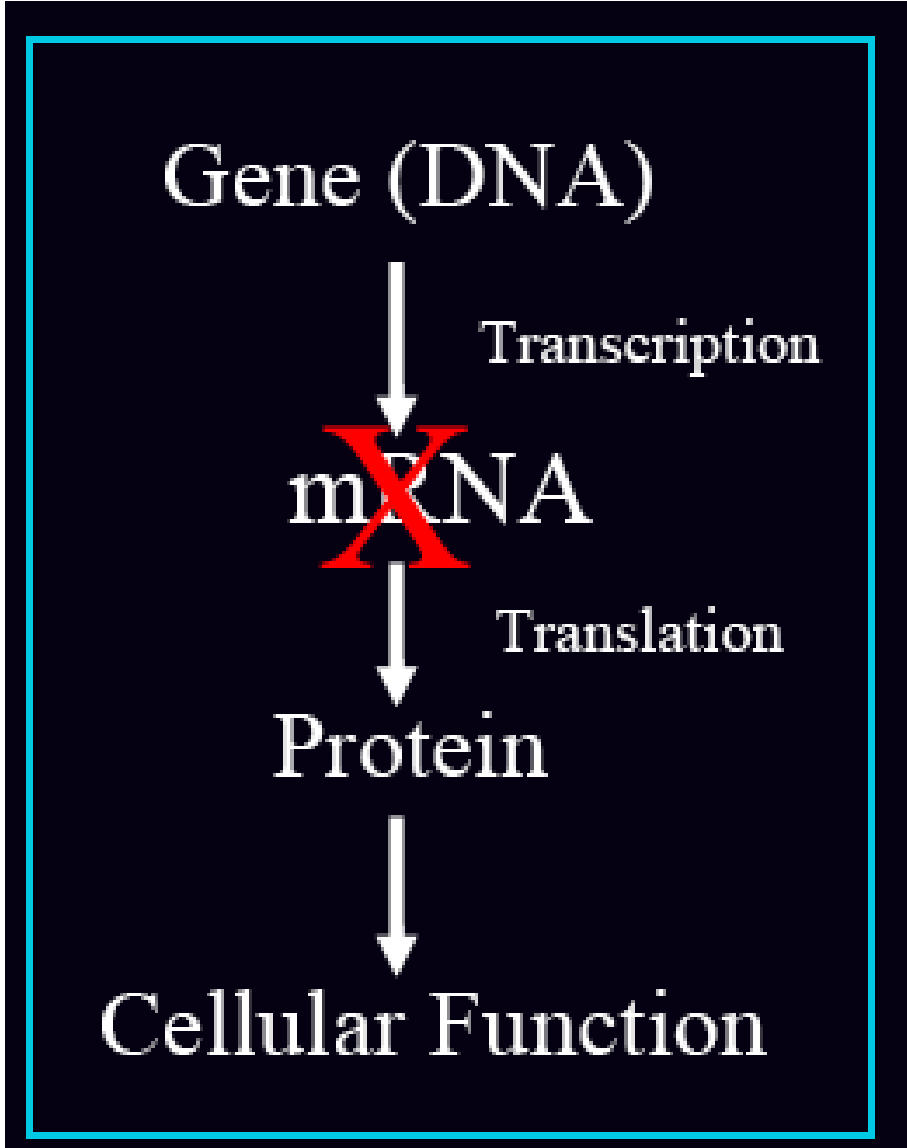 Gene (DNA)
Transcription
X
mRNA
Translation
Protein
Cellular Function